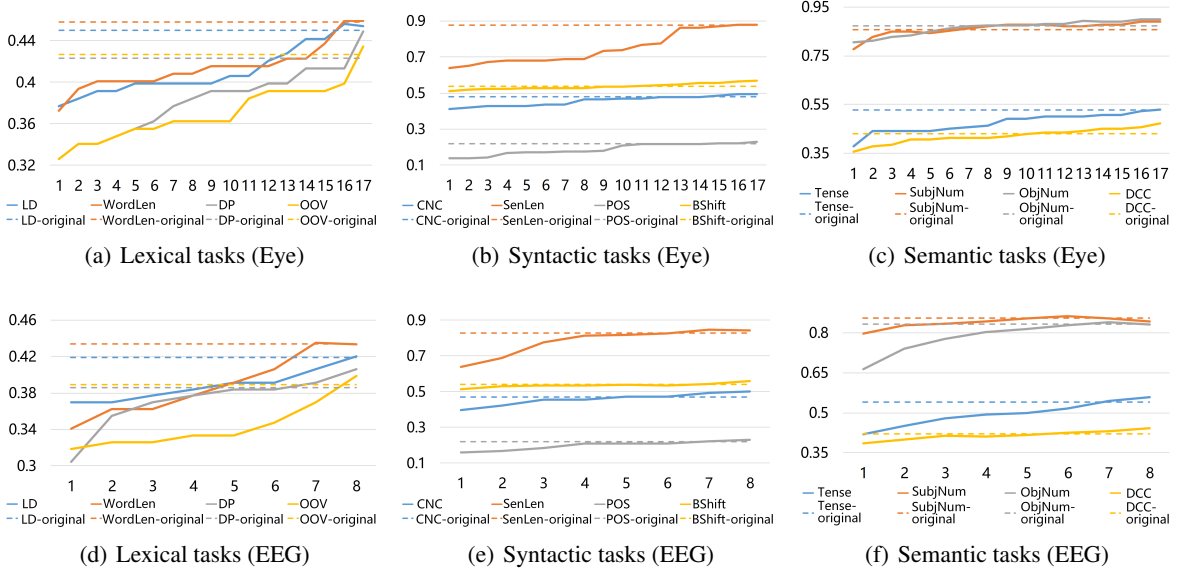 0.44
0.4
0.36
0.32
1 2 3 4 5 6 7 8 9 10 11 12 13 14 15 16 17
LD WordLen DP OOV
LD-original WordLen-original DP-original OOV-original
(a) Lexical tasks (Eye)
0.9
0.7
0.5
0.3
0.1
1 2 3 4 5 6 7 8 9 10 11 12 13 14 15 16 17
CNC SenLen POS BShift
CNC-original SenLen-original POS-original BShift-original
(b) Syntactic tasks (Eye)
0.95
0.75
0.55
0.35
1 2 3 4 5 6 7 8 9 10 11 12 13 14 15 16 17
Tense SubjNum ObjNum DCC
Tense- SubjNum- ObjNum- DCC-
original original original original
(c) Semantic tasks (Eye)
0.46
0.42
0.38
0.34
0.3
1 2 3 4 5 6 7 8
LD WordLen DP OOV
LD-original WordLen-original DP-original OOV-original
(d) Lexical tasks (EEG)
0.9
0.7
0.5
0.3
0.1
1 2 3 4 5 6 7 8
CNC SenLen POS BShift
CNC-original SenLen-original POS-original BShift-original
(e) Syntactic tasks (EEG)
0.8
0.65
0.5
0.35
1 2 3 4 5 6 7 8
Tense SubjNum ObjNum DCC
Tense- SubjNum- ObjNum- DCC-
original original original original
(f) Semantic tasks (EEG)